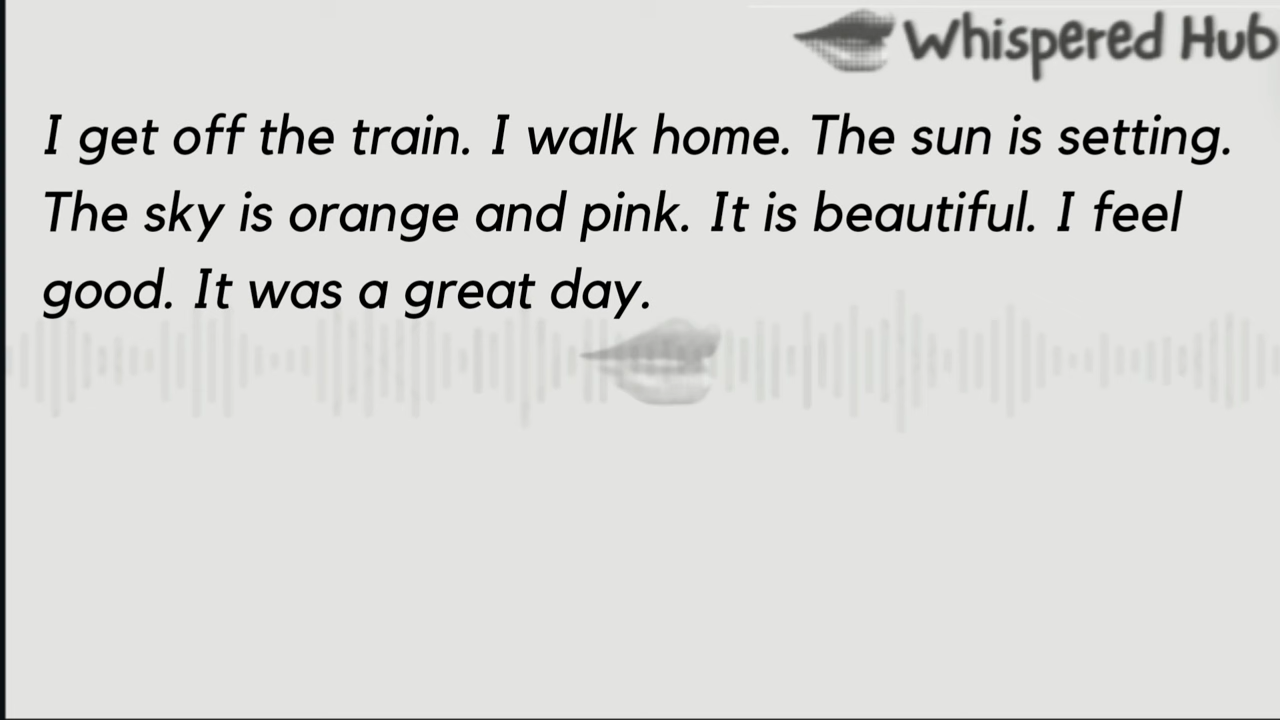 Whispered Hub
I get off the train. I walk home. The sun is setting.
The sky is orange and pink. It is beautiful. I feel
good. It was a great day.